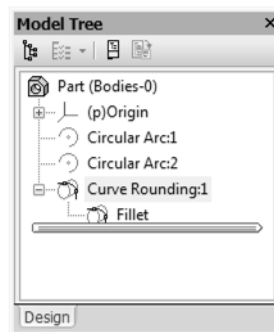 Model Tree
Part (Bodies-0)
(p)Origin
Circular Arc:1
Circular Arc:2
Curve Rounding:1
Fillet
Design